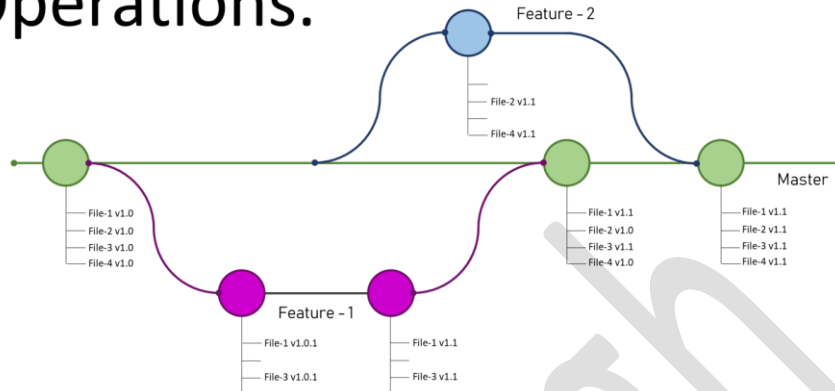 Operations.
Feature - 2
File-2 v1.1
File-4 v1.1
Master
File-1 v1.0
File-2 v1.0
File-3 v1.0
File-4 v1.0
File-1 v1.1
File-2 v1.0
File-3 v1.1
File-4 v1.0
File-1 v1.1
File-2 v1.1
File-3 v1.1
File-4 v1.1
Feature - 1
File-1 v1.0.1
File-3 v1.0.1
File-1 v1.1
File-3 v1.1